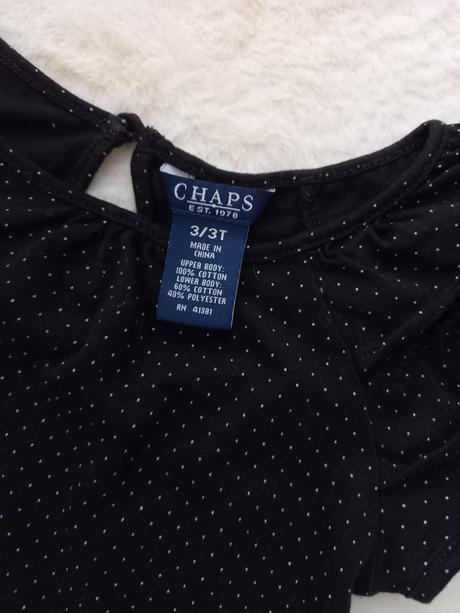 CHAPS
EST. 1978
3/3T
MADE IN
CHINA
UPPER BODY:
100% COTTON
LOWER BODY:
60% COTTON
40% POLYESTER
RN 41381